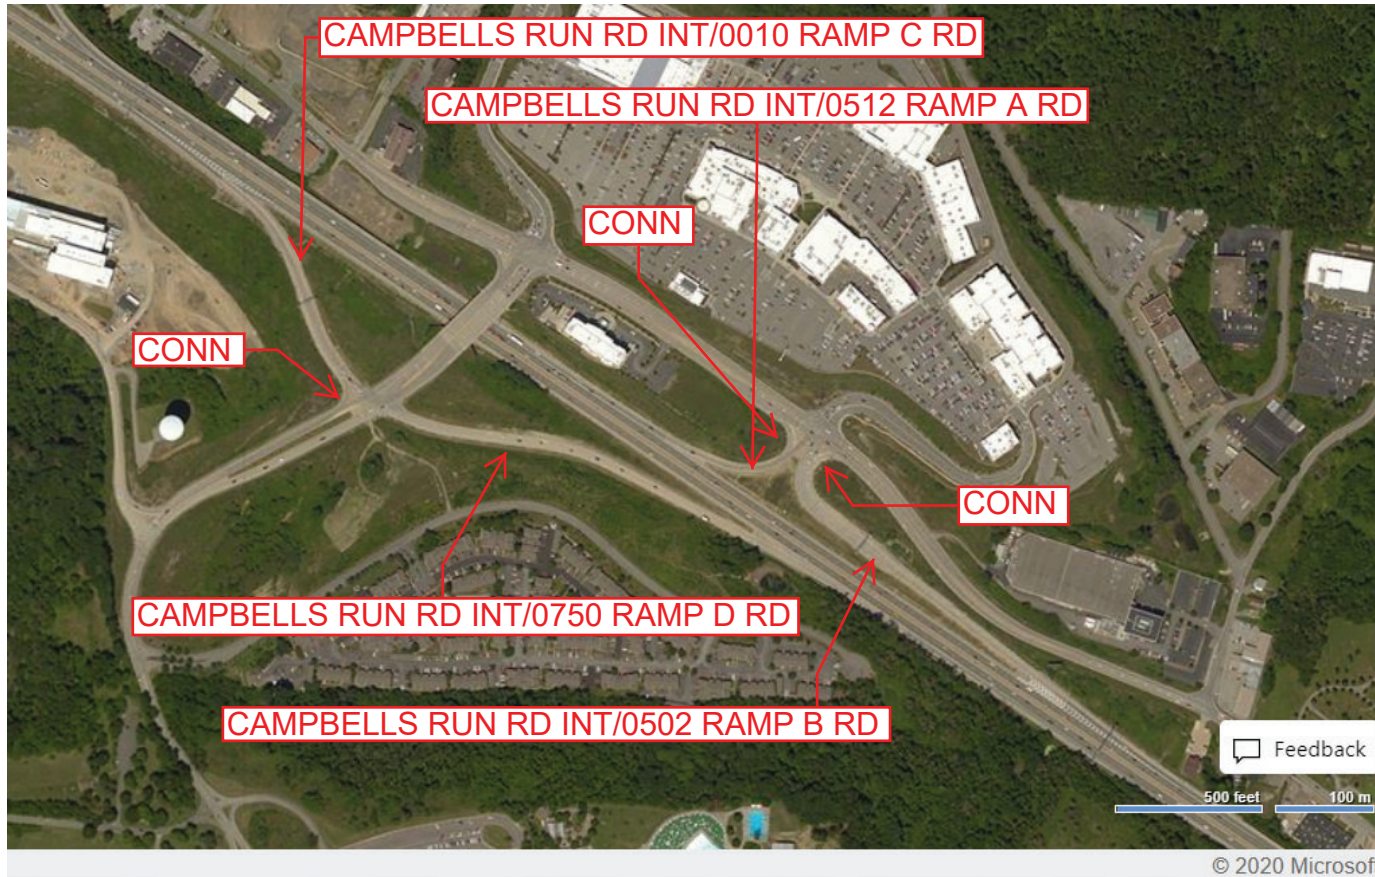 CAMPBELLS RUN RD INT/0010 RAMP C RD
CAMPBELLS RUN RD INT/0512 RAMP A RD
CONN
CONN
CONN
CAMPBELLS RUN RD INT/0750 RAMP D RD
CAMPBELLS RUN RD INT/0502 RAMP B RD
Feedback
500 feet
100 m
© 2020 Microsof